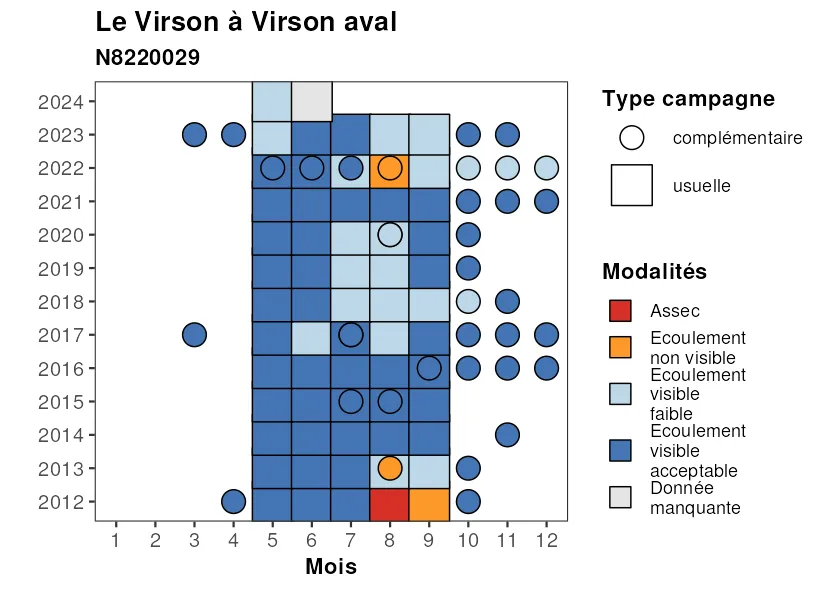 Le Virson à Virson aval
N8220029
2024
2023
2022
2021
2020
2019
2018
2017
2016
2015
2014
2013
2012
1 2 3 4 5 6 7 8 9 10 11 12
Mois
Type campagne
complémentaire
usuelle
Modalités
Assec
Ecoulement
non visible
Ecoulement
visible
faible
Ecoulement
visible
acceptable
Donnée
manquante